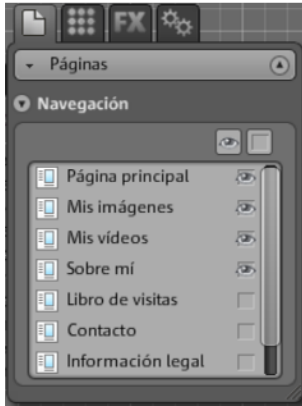 FX
Páginas
Navegación
Página principal
Mis imágenes
Mis vídeos
Sobre mí
Libro de visitas
Contacto
Información legal